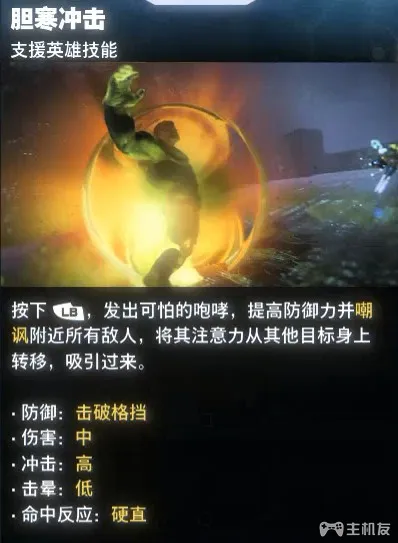 胆寒冲击
支援英雄技能
按下 LB，发出可怕的咆哮，提高防御力并嘲
讽附近所有敌人，将其注意力从其他目标身上
转移，吸引过来。
· 防御：击破格挡
· 伤害：中
· 冲击：高
· 击晕：低
· 命中反应：硬直
主机友